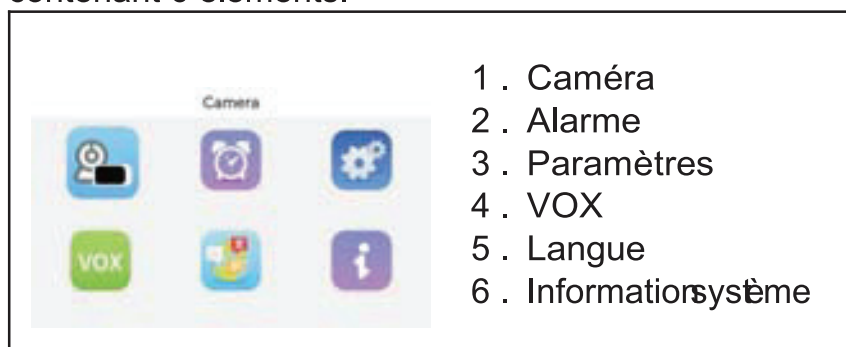 contenant 6 éléments.
Camera
VOX
1 . Caméra
2 . Alarme
3 . Paramètres
4 . VOX
5 . Langue
6 . Informationsystème